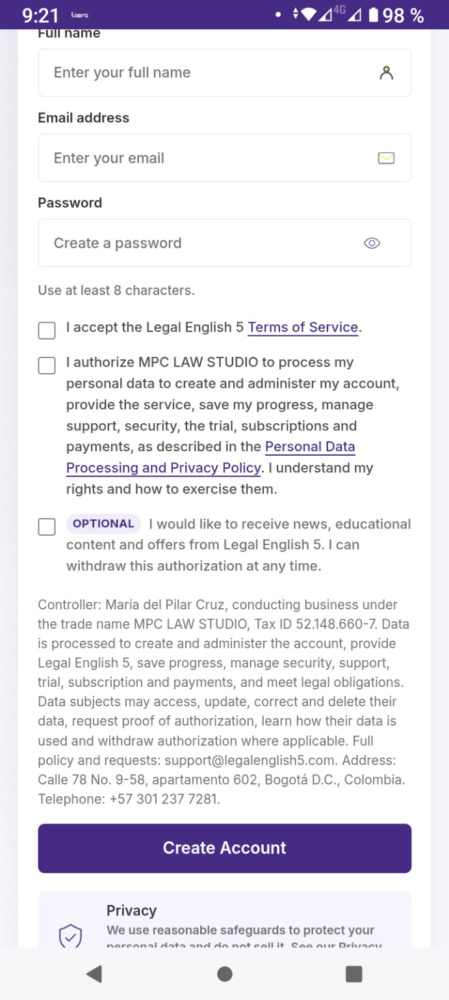 9:21 loora 4G 98 %
Full name
Enter your full name
Email address
Enter your email
Password
Create a password
Use at least 8 characters.
I accept the Legal English 5 Terms of Service.
I authorize MPC LAW STUDIO to process my
personal data to create and administer my account,
provide the service, save my progress, manage
support, security, the trial, subscriptions and
payments, as described in the Personal Data
Processing and Privacy Policy. I understand my
rights and how to exercise them.
OPTIONAL I would like to receive news, educational
content and offers from Legal English 5. I can
withdraw this authorization at any time.
Controller: María del Pilar Cruz, conducting business under
the trade name MPC LAW STUDIO, Tax ID 52.148.660-7. Data
is processed to create and administer the account, provide
Legal English 5, save progress, manage security, support,
trial, subscription and payments, and meet legal obligations.
Data subjects may access, update, correct and delete their
data, request proof of authorization, learn how their data is
used and withdraw authorization where applicable. Full
policy and requests: support@legalenglish5.com. Address:
Calle 78 No. 9-58, apartamento 602, Bogotá D.C., Colombia.
Telephone: +57 301 237 7281.
Create Account
Privacy
We use reasonable safeguards to protect your
personal data and do not sell it. See our Privacy